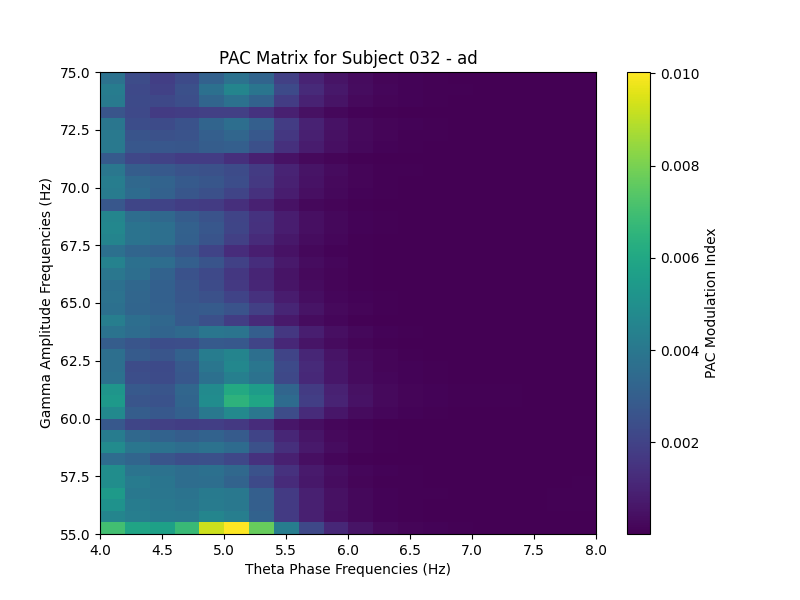 PAC Matrix for Subject 032 - ad
75.0
72.5
70.0
67.5
65.0
62.5
60.0
57.5
55.0
Gamma Amplitude Frequencies (Hz)
4.0 4.5 5.0 5.5 6.0 6.5 7.0 7.5 8.0
Theta Phase Frequencies (Hz)
0.010
0.008
0.006
0.004
0.002
PAC Modulation Index